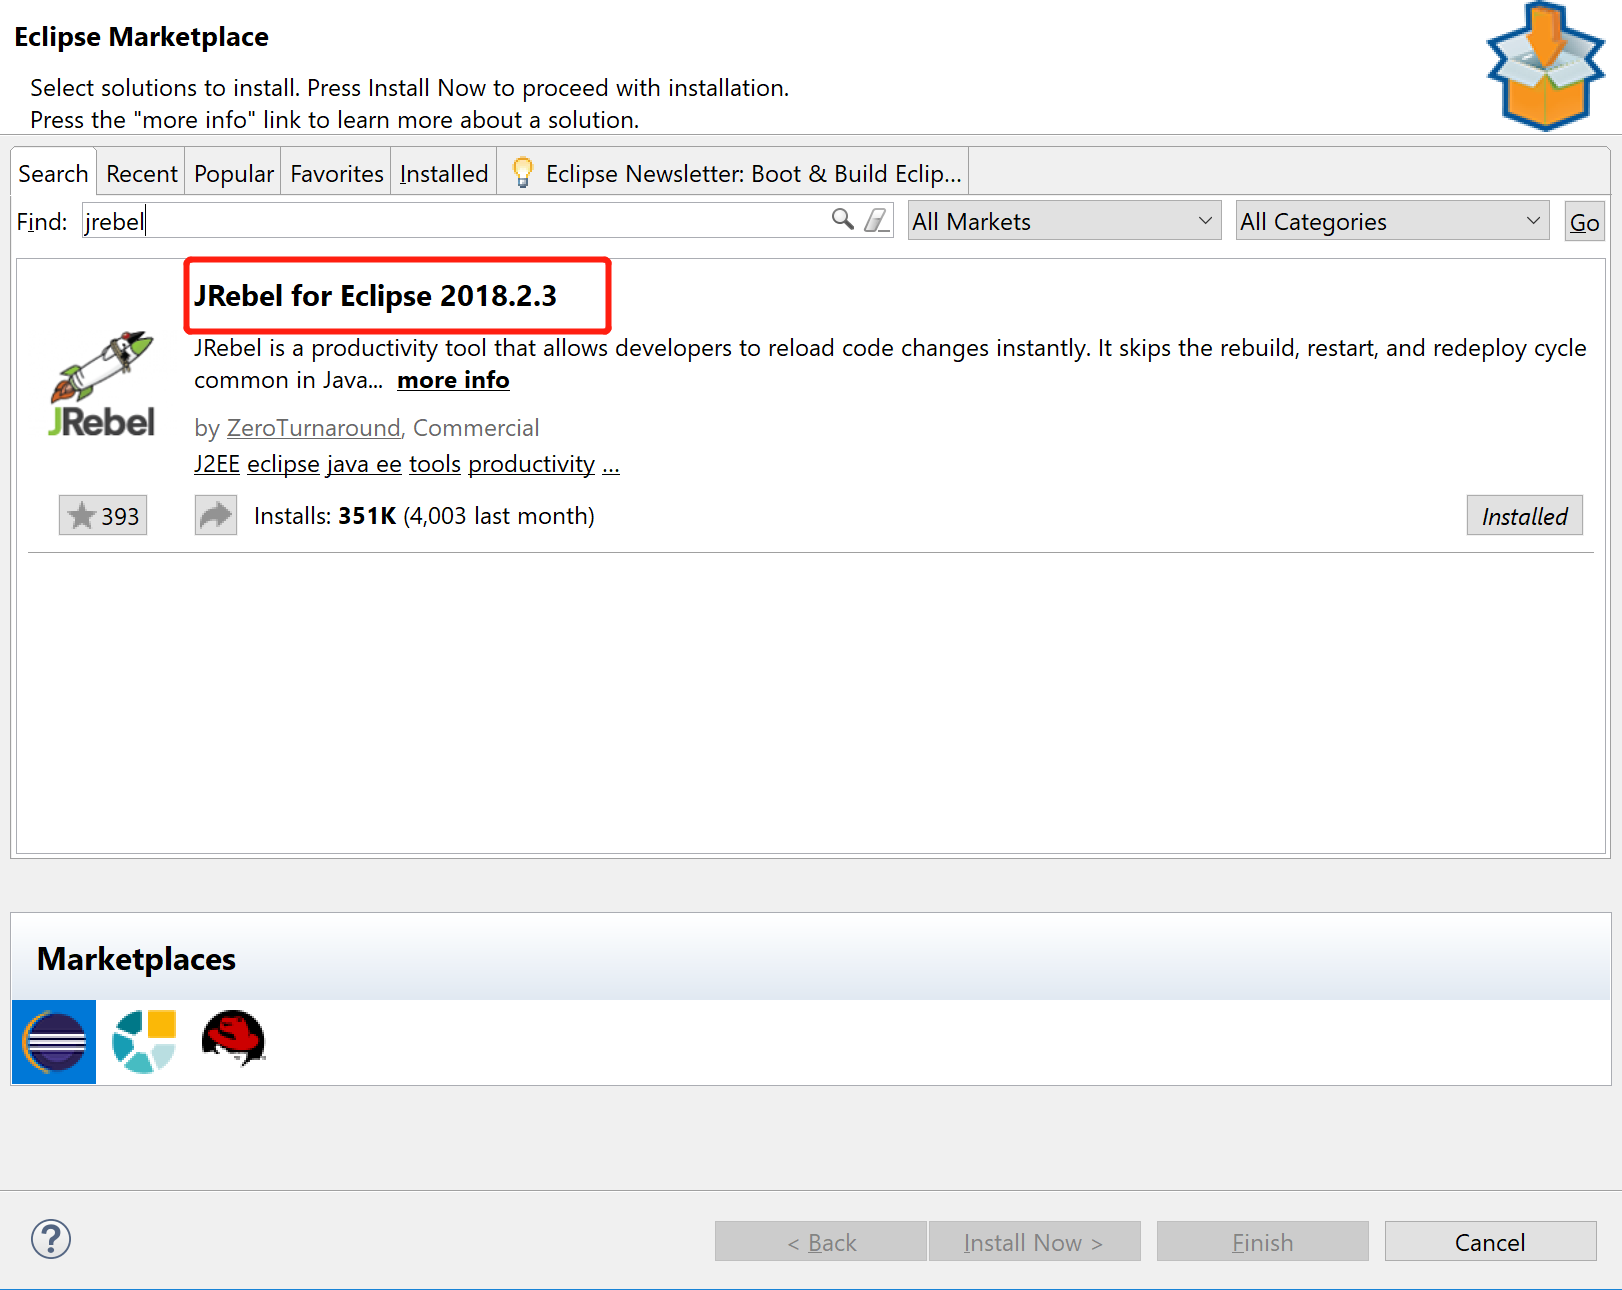 Eclipse Marketplace
Select solutions to install. Press Install Now to proceed with installation.
Press the "more info" link to learn more about a solution.
Search Recent Popular Favorites Installed Eclipse Newsletter: Boot & Build Eclip...
Find: jrebel All Markets All Categories Go
JRebel for Eclipse 2018.2.3
JRebel is a productivity tool that allows developers to reload code changes instantly. It skips the rebuild, restart, and redeploy cycle
common in Java... more info
JRebel
by ZeroTurnaround, Commercial
J2EE eclipse java ee tools productivity ...
393 Installs: 351K (4,003 last month) Installed
Marketplaces
? < Back Install Now > Finish Cancel